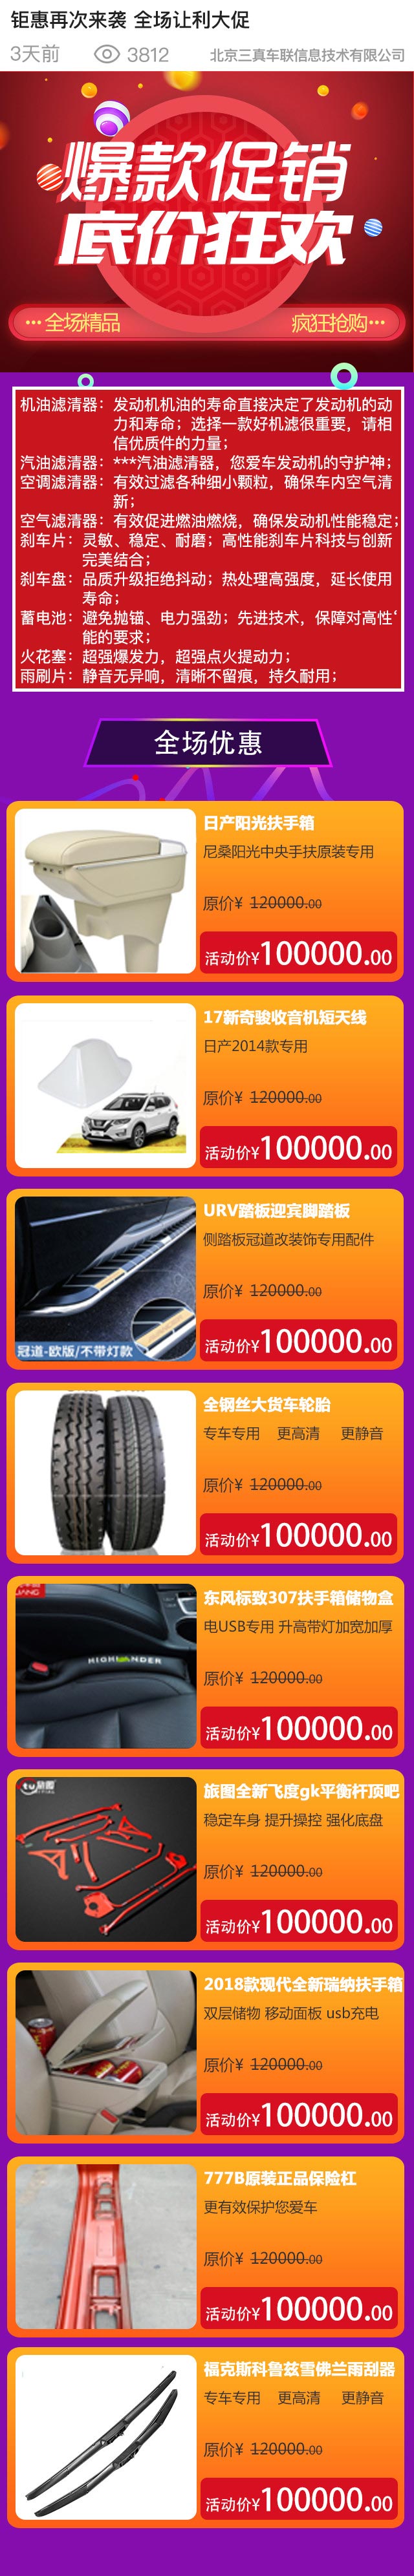 钜惠再次来袭 全场让利大促
3天前 3812 北京三真车联信息技术有限公司
爆款促销
底价狂欢
全场精品 疯狂抢购
机油滤清器：发动机机油的寿命直接决定了发动机的动
力和寿命；选择一款好机滤很重要，请相
信优质件的力量；
汽油滤清器：***汽油滤清器，您爱车发动机的守护神；
空调滤清器：有效过滤各种细小颗粒，确保车内空气清
新；
空气滤清器：有效促进燃油燃烧，确保发动机性能稳定；
刹车片：灵敏、稳定、耐磨；高性能刹车片科技与创新
完美结合；
刹车盘：品质升级拒绝抖动；热处理高强度，延长使用
寿命；
蓄电池：避免抛锚、电力强劲；先进技术，保障对高性
能的要求；
火花塞：超强爆发力，超强点火提动力；
雨刷片：静音无异响，清晰不留痕，持久耐用；
全场优惠
日产阳光扶手箱
尼桑阳光中央手扶原装专用
原价¥ 120000.00
活动价¥100000.00
17新奇骏收音机短天线
日产2014款专用
原价¥ 120000.00
活动价¥100000.00
URV踏板迎宾脚踏板
侧踏板冠道改装饰专用配件
原价¥ 120000.00
冠道-欧版/不带灯款
活动价¥100000.00
全钢丝大货车轮胎
专车专用 更高清 更静音
原价¥ 120000.00
活动价¥100000.00
东风标致307扶手箱储物盒
电USB专用 升高带灯加宽加厚
HIGHLANDER
原价¥ 120000.00
活动价¥100000.00
旅图全新飞度gk平衡杆顶吧
稳定车身 提升操控 强化底盘
原价¥ 120000.00
活动价¥100000.00
2018款现代全新瑞纳扶手箱
双层储物 移动面板 usb充电
原价¥ 120000.00
活动价¥100000.00
777B原装正品保险杠
更有效保护您爱车
原价¥ 120000.00
活动价¥100000.00
福克斯科鲁兹雪佛兰雨刮器
专车专用 更高清 更静音
原价¥ 120000.00
活动价¥100000.00